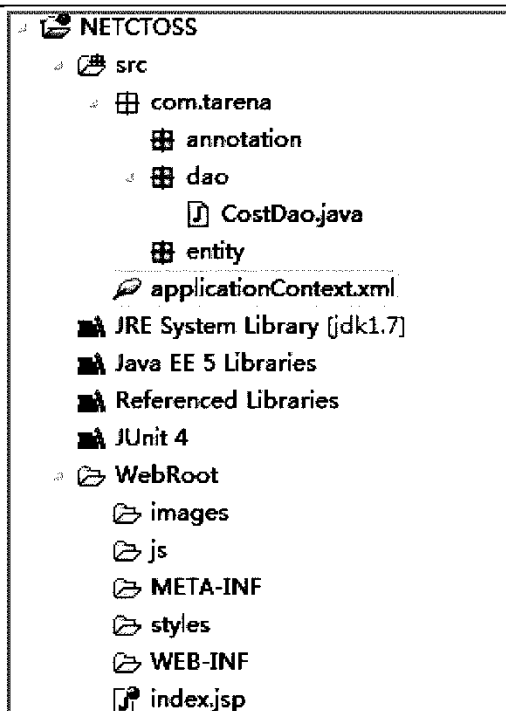 NETCTOSS
src
com.tarena
annotation
dao
CostDao.java
entity
applicationContext.xml
JRE System Library [jdk1.7]
Java EE 5 Libraries
Referenced Libraries
JUnit 4
WebRoot
images
js
META-INF
styles
WEB-INF
index.jsp